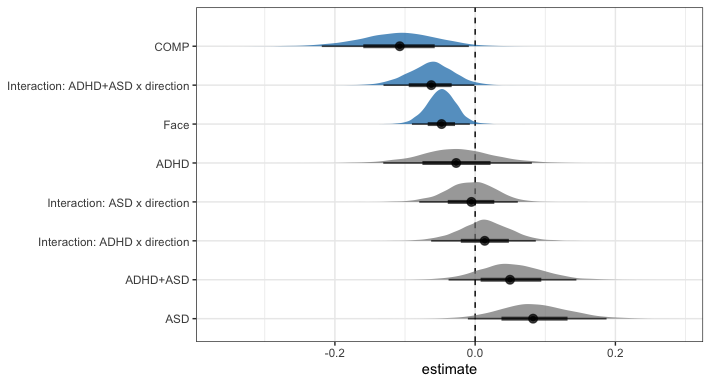 COMP
Interaction: ADHD+ASD x direction
Face
ADHD
Interaction: ASD x direction
Interaction: ADHD x direction
ADHD+ASD
ASD
-0.2 0.0 0.2
estimate